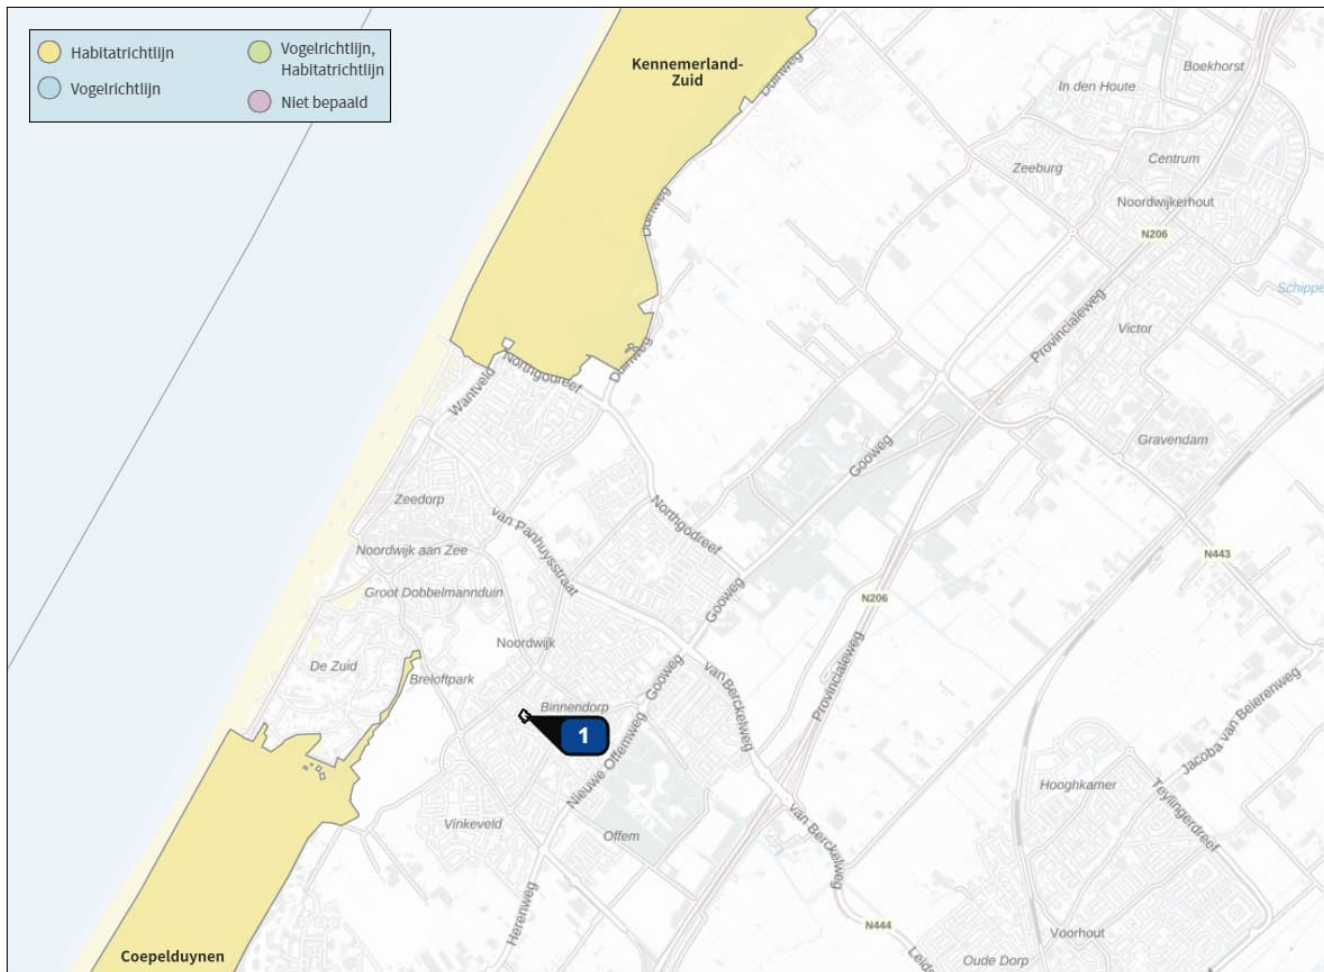 Habitatrichtlijn
Vogelrichtlijn
Vogelrichtlijn,
Habitatrichtlijn
Niet bepaald
Kennemerland-
Zuid
Duinweg
Boekhorst
In den Houte
Zeeburg
Centrum
Noordwijkerhout
N206
Duinweg
Schippe
Provincialeweg
Victor
Duinweg
Northgodreef
Wantveld
Gravendam
Gooweg
Zeedorp
van Panhuysstraat
Northgodreef
Noordwijk aan Zee
N443
Groot Dobbelmannduin
Gooweg
N206
Noordwijk
De Zuid
Breloftpark
Gooweg
van Berckelweg
Provincialeweg
Binnendorp
1
Nieuwe Offemweg
Jacoba van Beierenweg
Hooghkamer
Teylingerdreef
Vinkeveld
Offem
van Berckelweg
Herenweg
N444
Voorhout
Coepelduynen
Oude Dorp
Leid